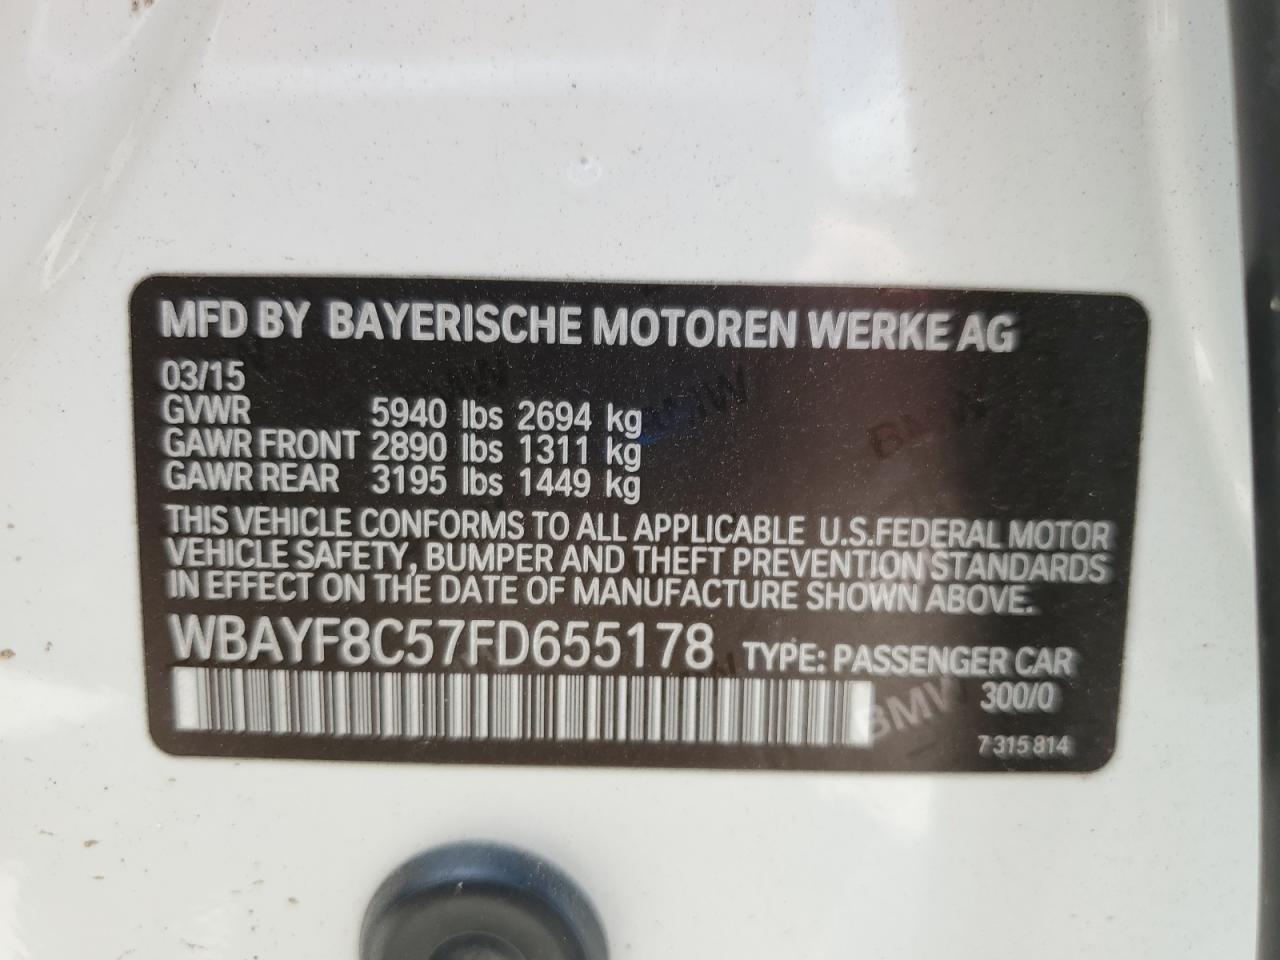 MFD BY BAYERISCHE MOTOREN WERKE AG
03/15
GVWR 5940 lbs 2694 kg
GAWR FRONT 2890 lbs 1311 kg
GAWR REAR 3195 lbs 1449 kg
THIS VEHICLE CONFORMS TO ALL APPLICABLE U.S.FEDERAL MOTOR
VEHICLE SAFETY, BUMPER AND THEFT PREVENTION STANDARDS
IN EFFECT ON THE DATE OF MANUFACTURE SHOWN ABOVE.
WBAYF8C57FD655178 TYPE: PASSENGER CAR
300/0
7 315 814
BMW
BMW
BMW